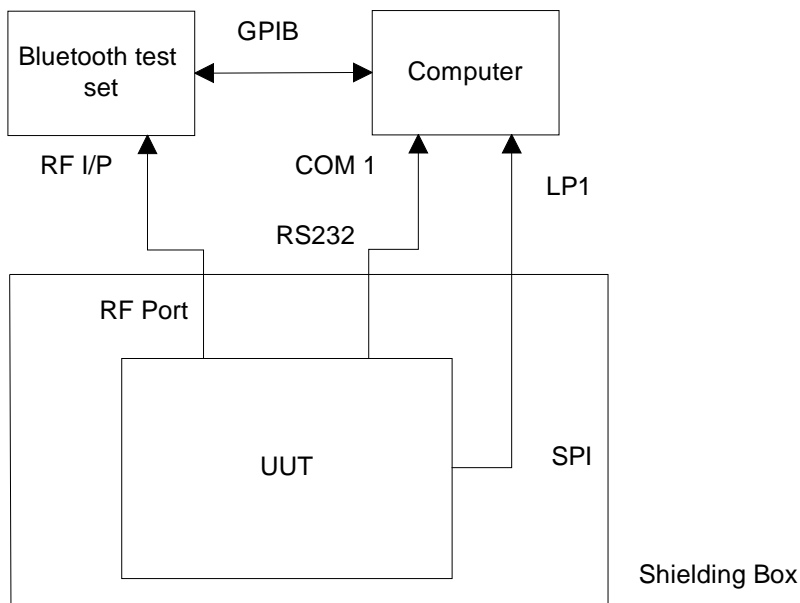 GPIB
Bluetooth test
set
Computer
RF I/P
COM 1
LP1
RS232
RF Port
UUT
SPI
Shielding Box